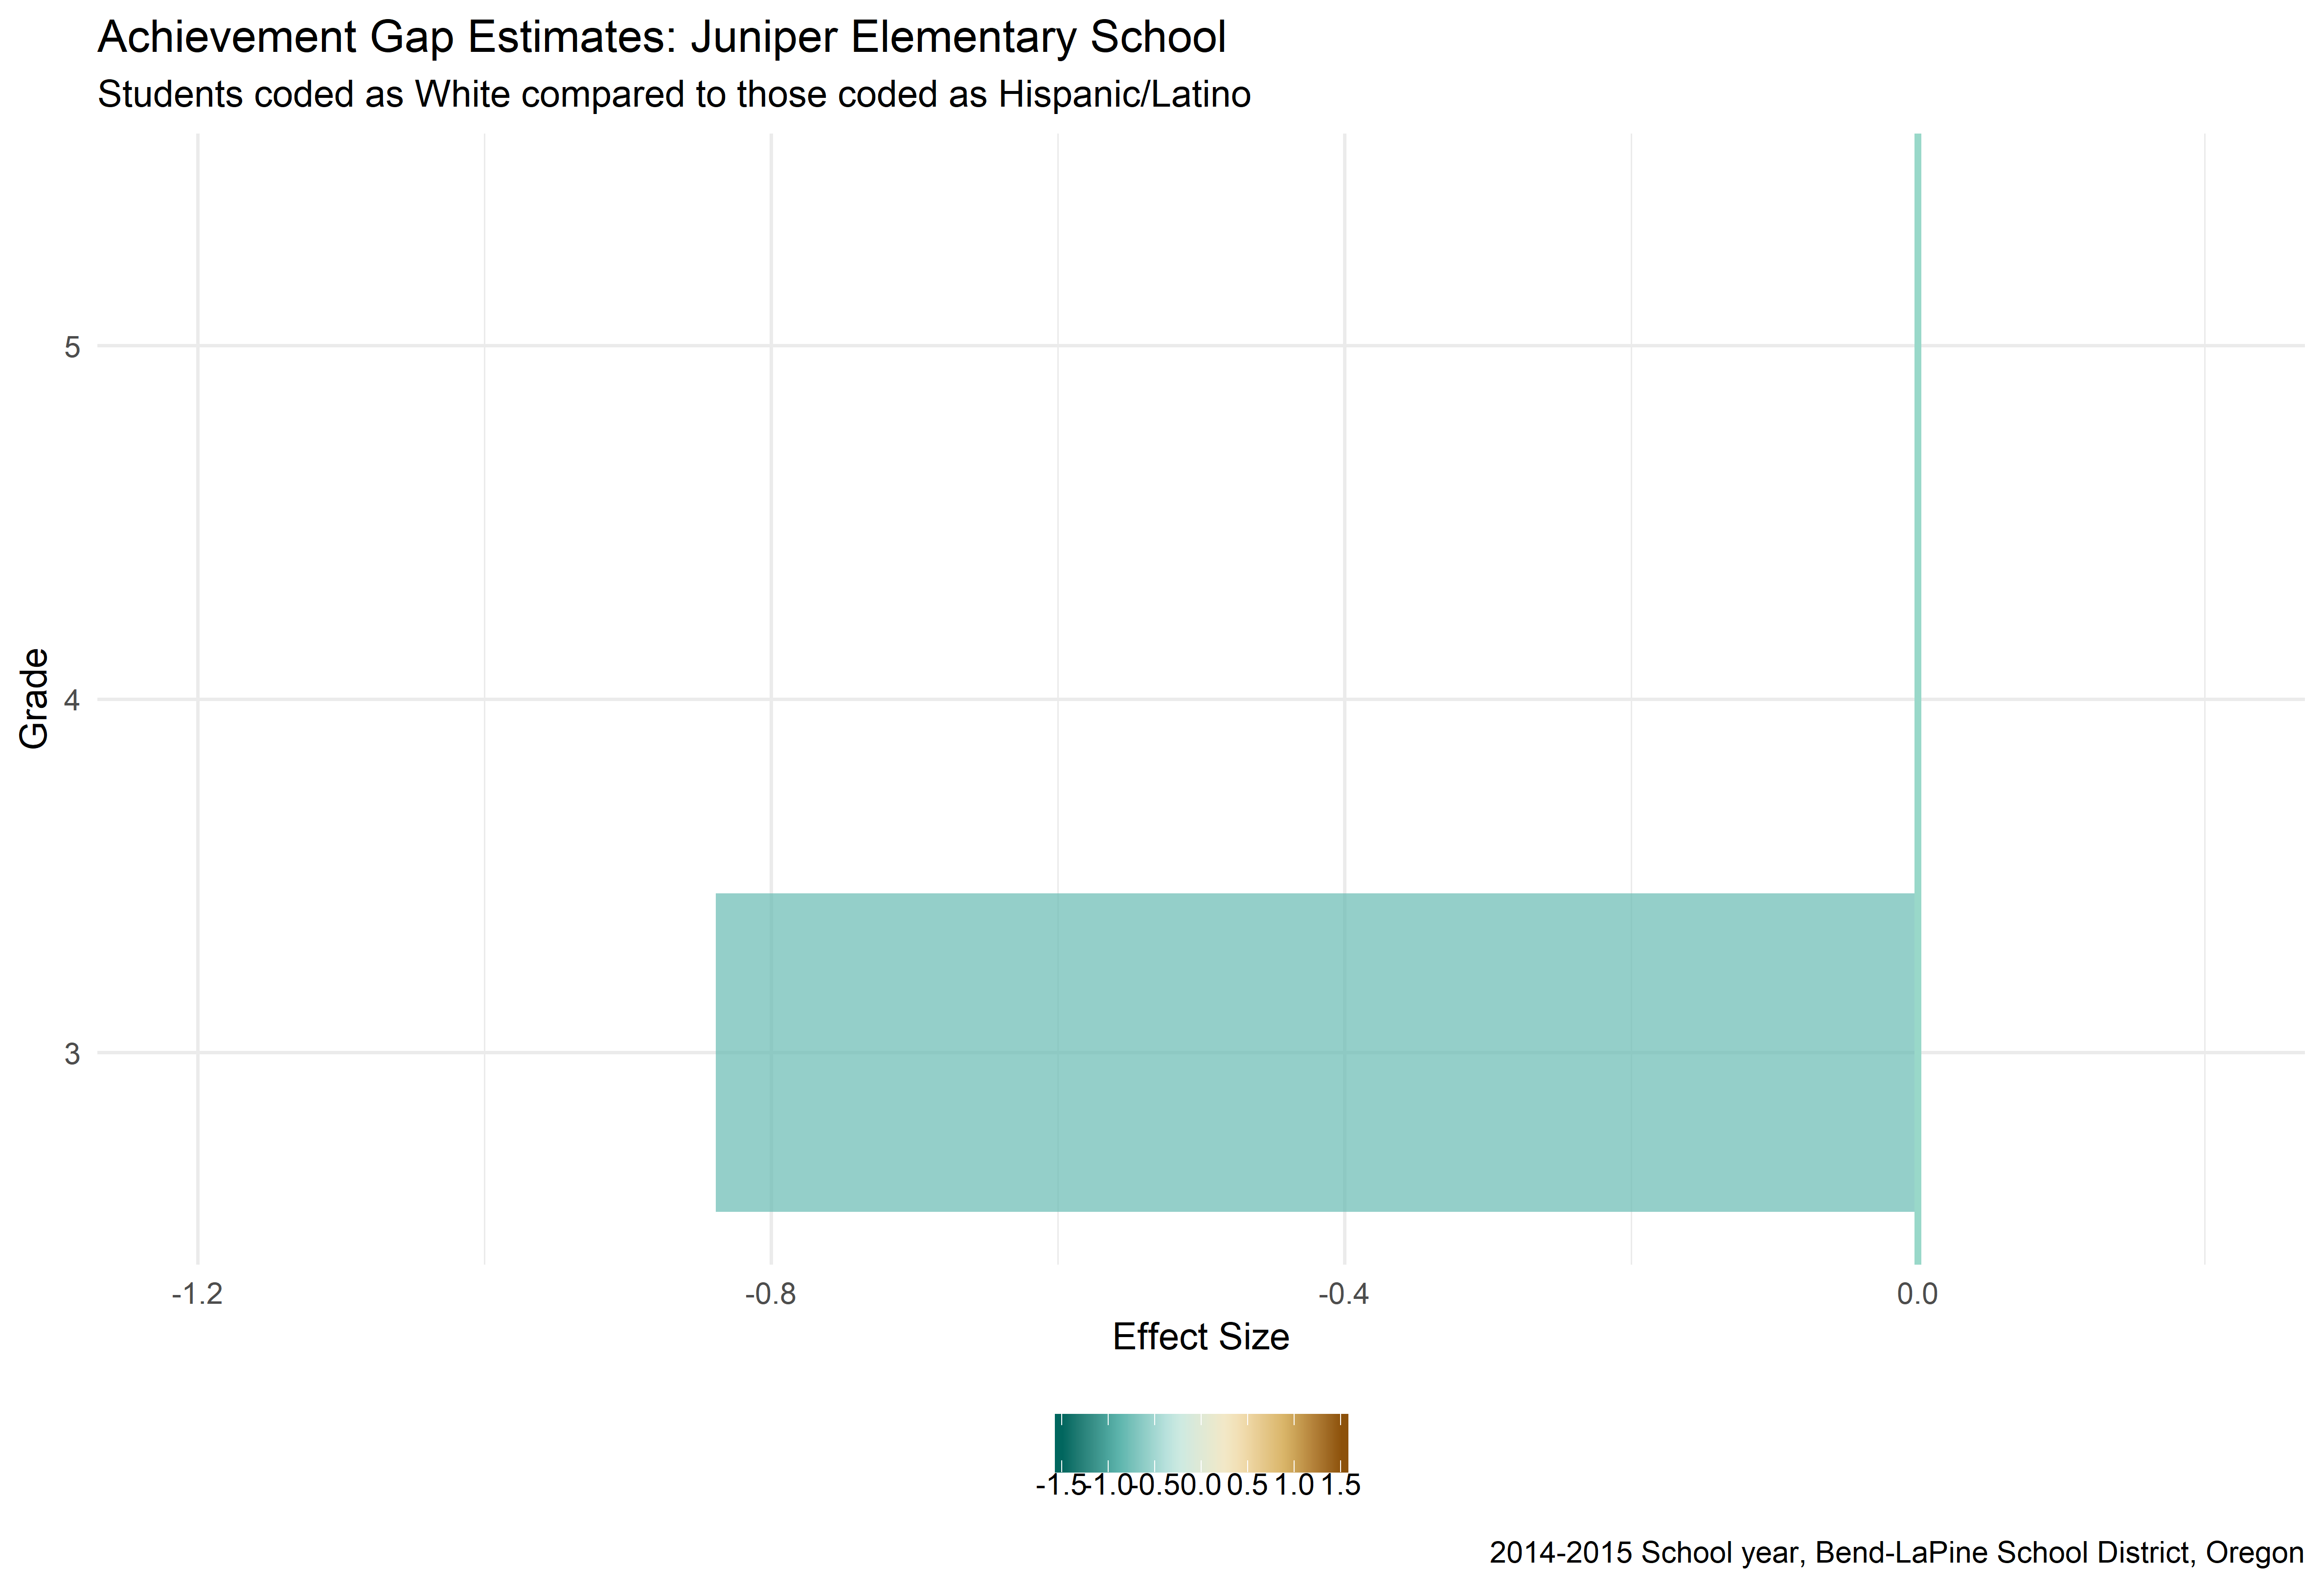 Achievement Gap Estimates: Juniper Elementary School
Students coded as White compared to those coded as Hispanic/Latino
5
Grade
4
3
-1.2 -0.8 -0.4 0.0
Effect Size
-1.5 -1.0 -0.5 0.0 0.5 1.0 1.5
2014-2015 School year, Bend-LaPine School District, Oregon